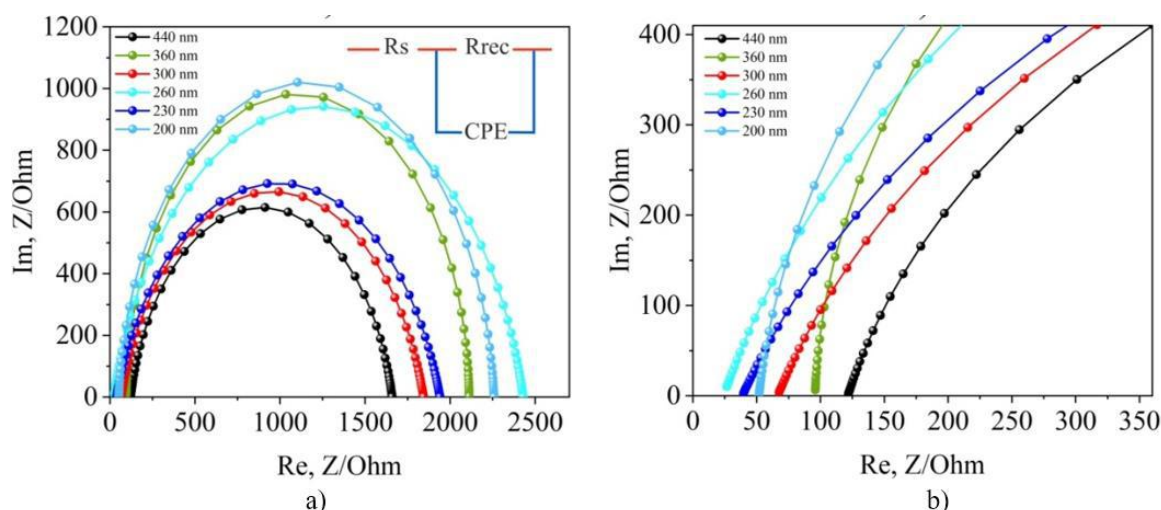 1200
1000
800
600
400
200
0
Im, Z/Ohm
440 nm
360 nm
300 nm
260 nm
230 nm
200 nm
Rs Rrec
CPE
0 500 1000 1500 2000 2500
Re, Z/Ohm
a)
400
300
200
100
0
Im, Z/Ohm
440 nm
360 nm
300 nm
260 nm
230 nm
200 nm
0 50 100 150 200 250 300 350
Re, Z/Ohm
b)